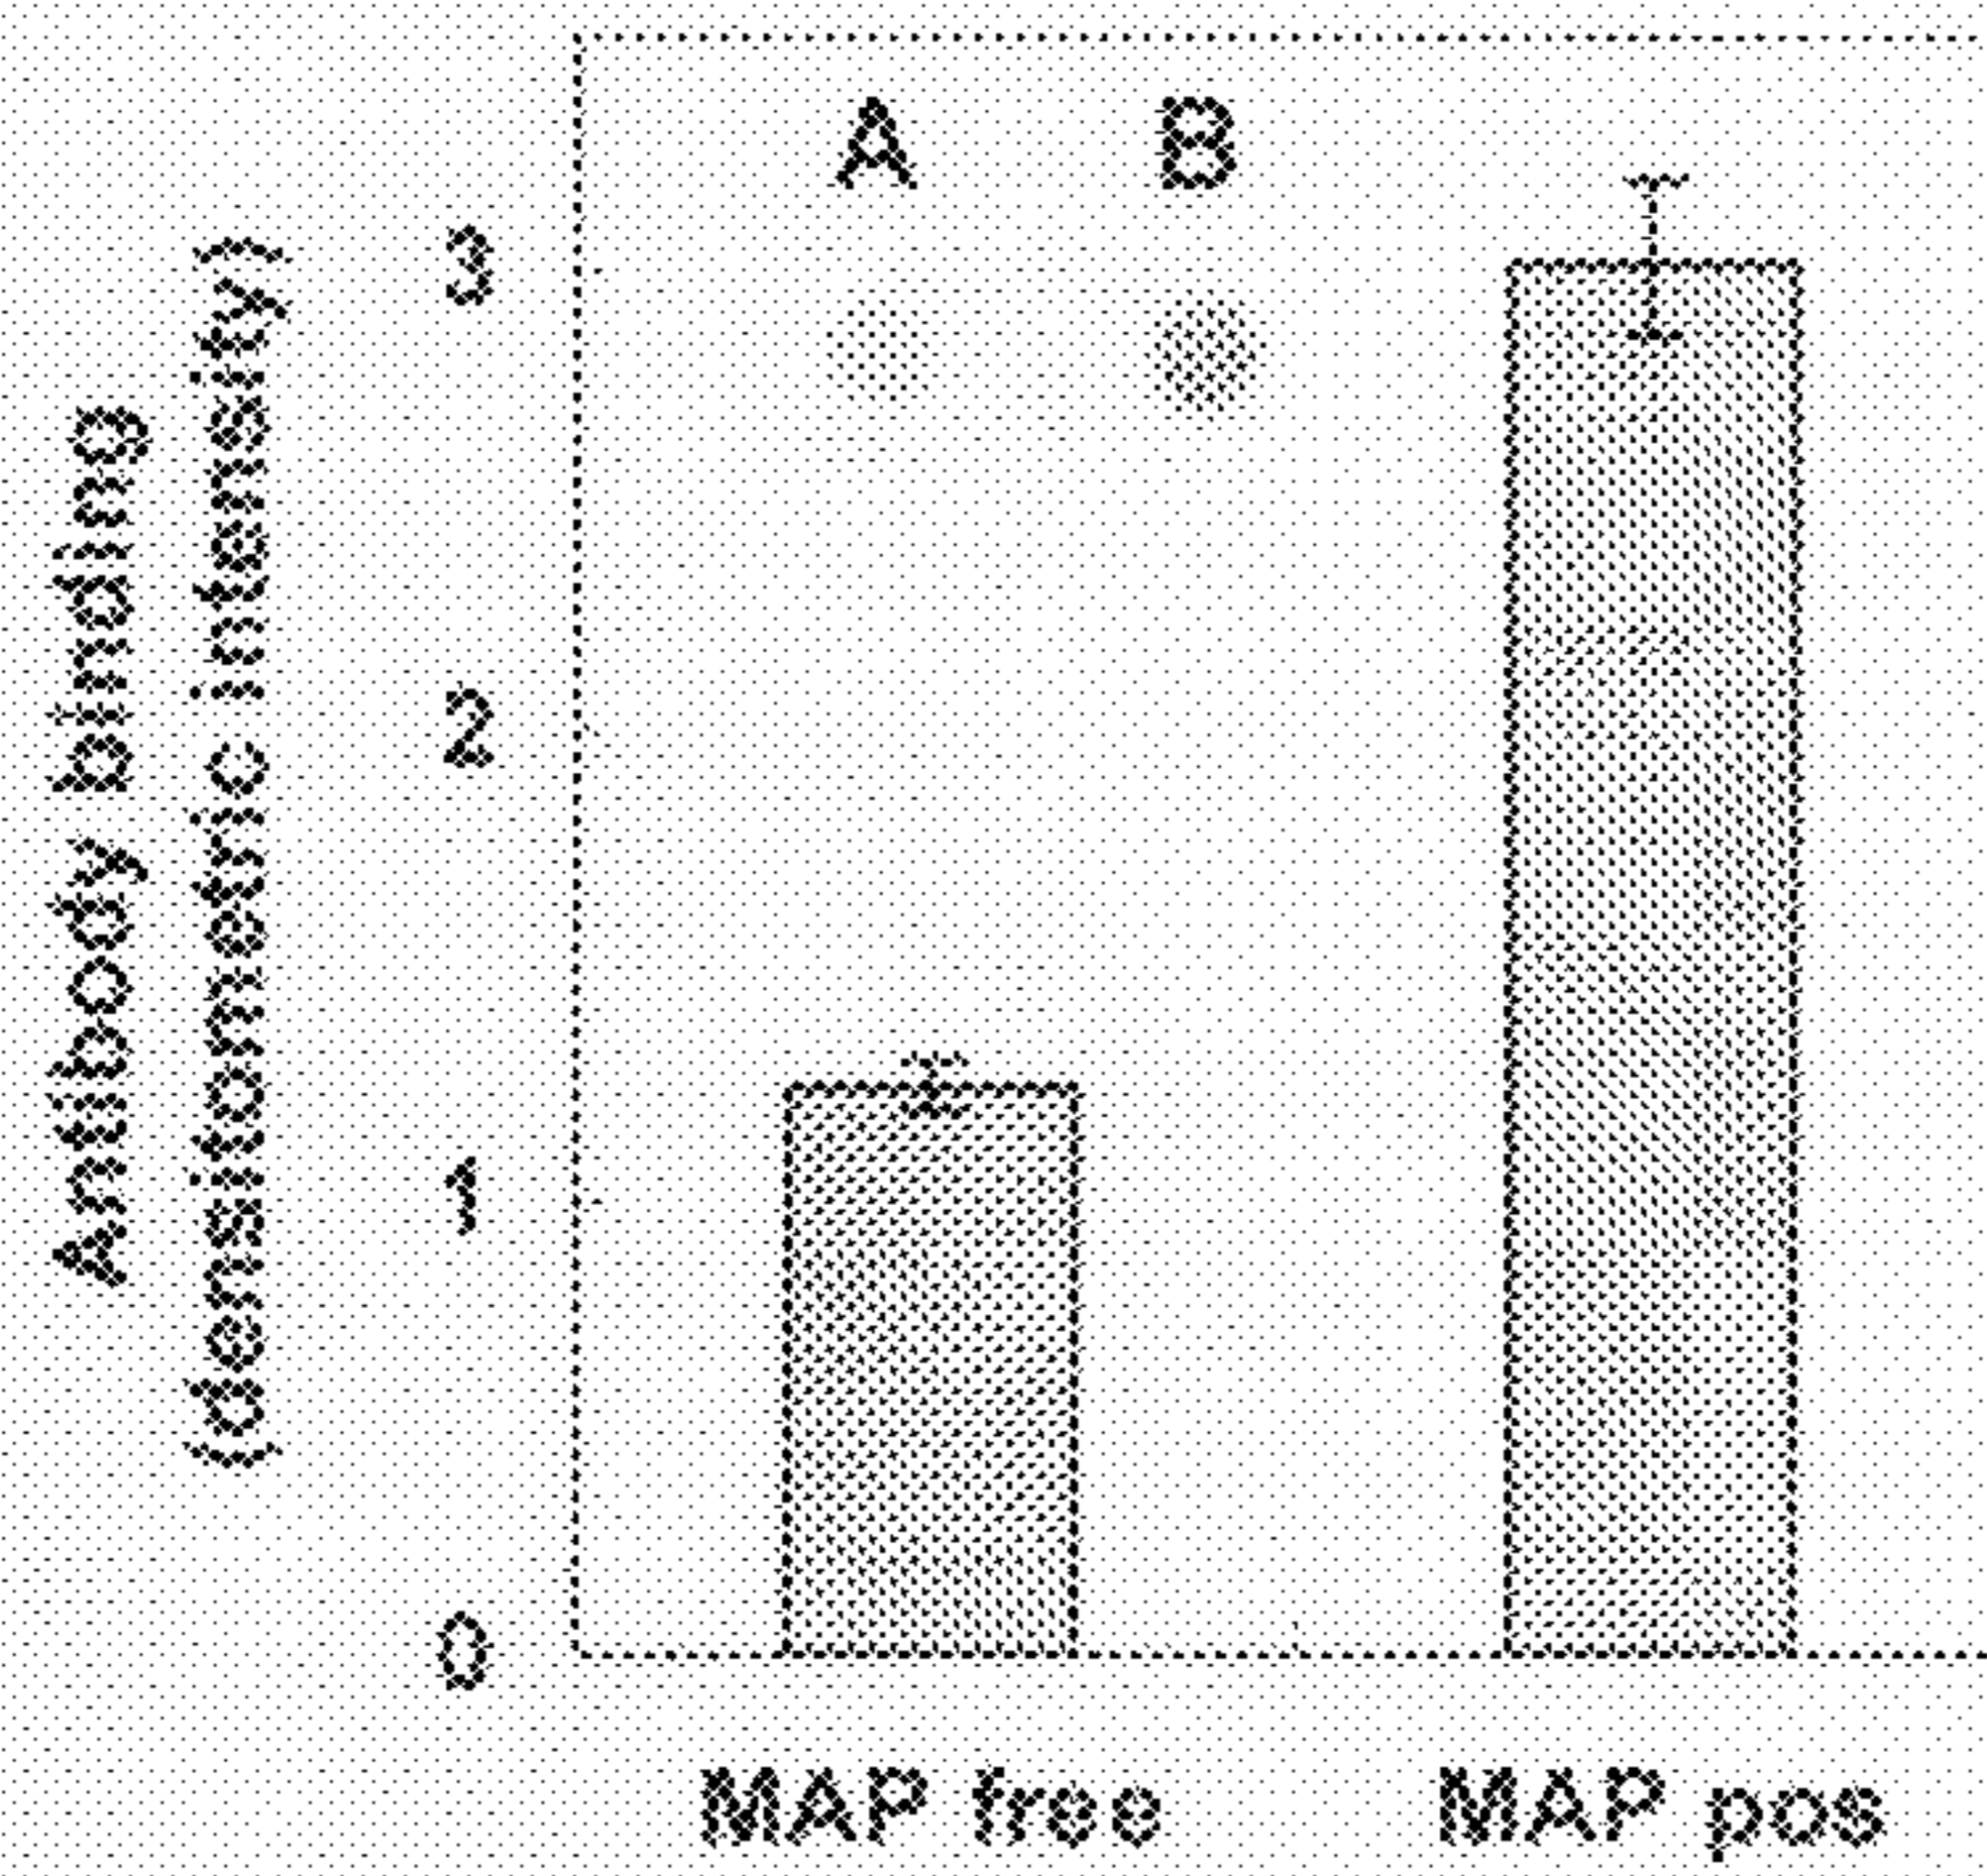 Antibody binding
(densitometric intensity)
A B
3
2
1
0
MAP free MAP pos